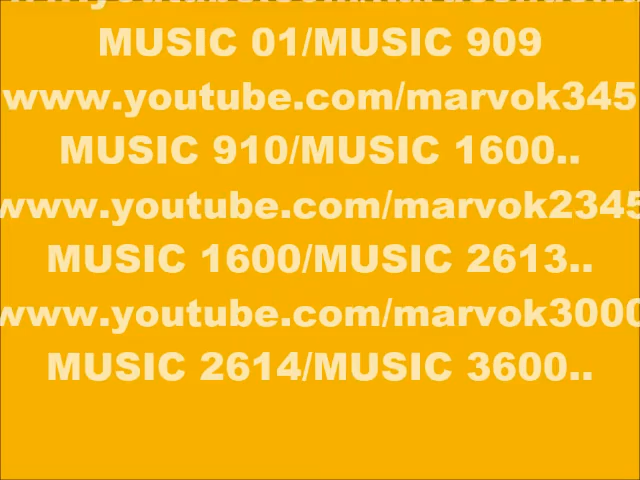 MUSIC 01/MUSIC 909
www.youtube.com/marvok345
MUSIC 910/MUSIC 1600..
www.youtube.com/marvok2345
MUSIC 1600/MUSIC 2613..
www.youtube.com/marvok3000
MUSIC 2614/MUSIC 3600..